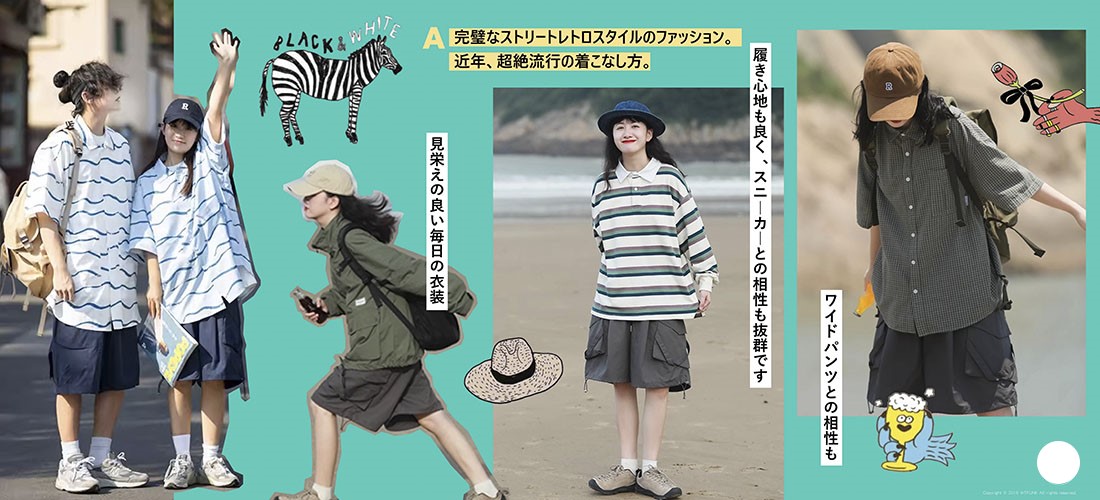 BLACK & WHITE
A 完璧なストリートレトロスタイルのファッション。
近年、超絶流行の着こなし方。
見栄えの良い毎日の衣装
履き心地も良く、スニーカーとの相性も抜群です
ワイドパンツとの相性も
R
R